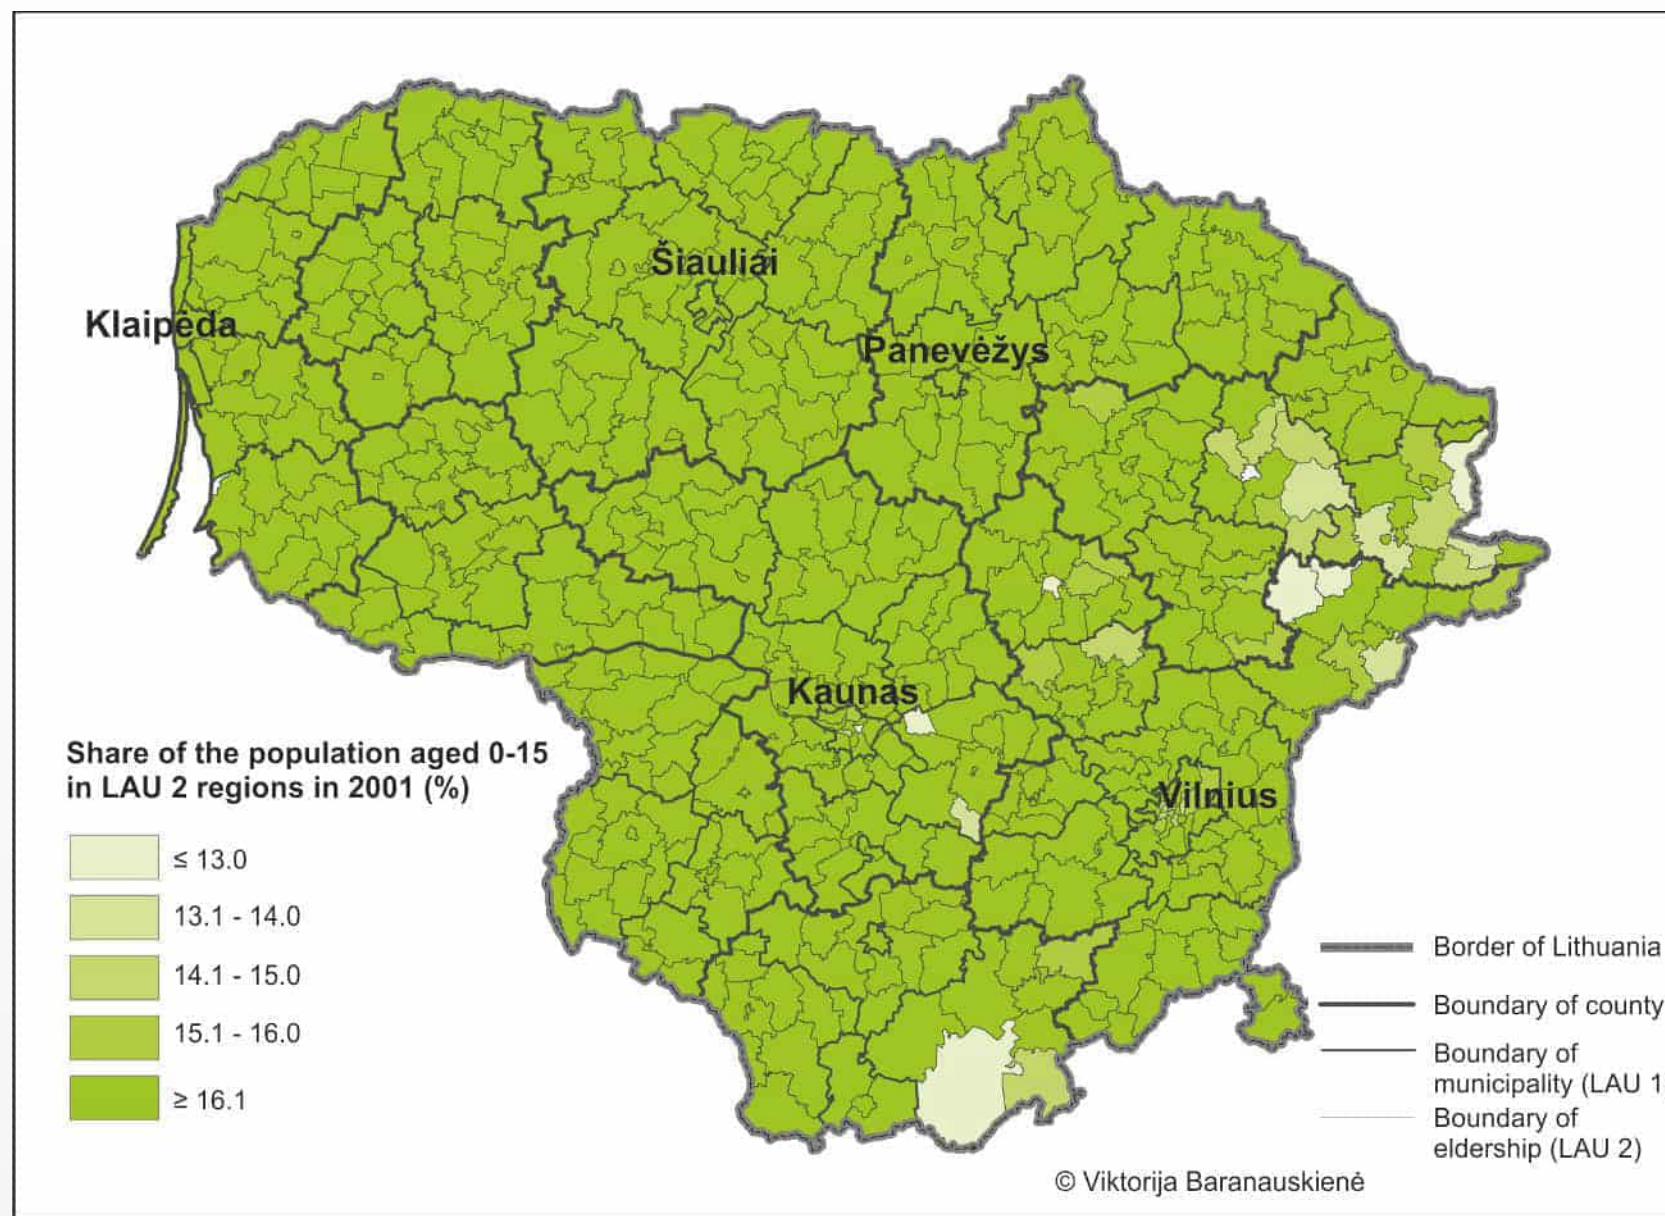 Šiauliai
Klaipėda
Panevėžys
Kaunas
Share of the population aged 0-15
in LAU 2 regions in 2001 (%)
Vilnius
≤ 13.0
13.1 - 14.0
14.1 - 15.0
15.1 - 16.0
≥ 16.1
Border of Lithuania
Boundary of county
Boundary of
municipality (LAU 1
Boundary of
eldership (LAU 2)
© Viktorija Baranauskienė